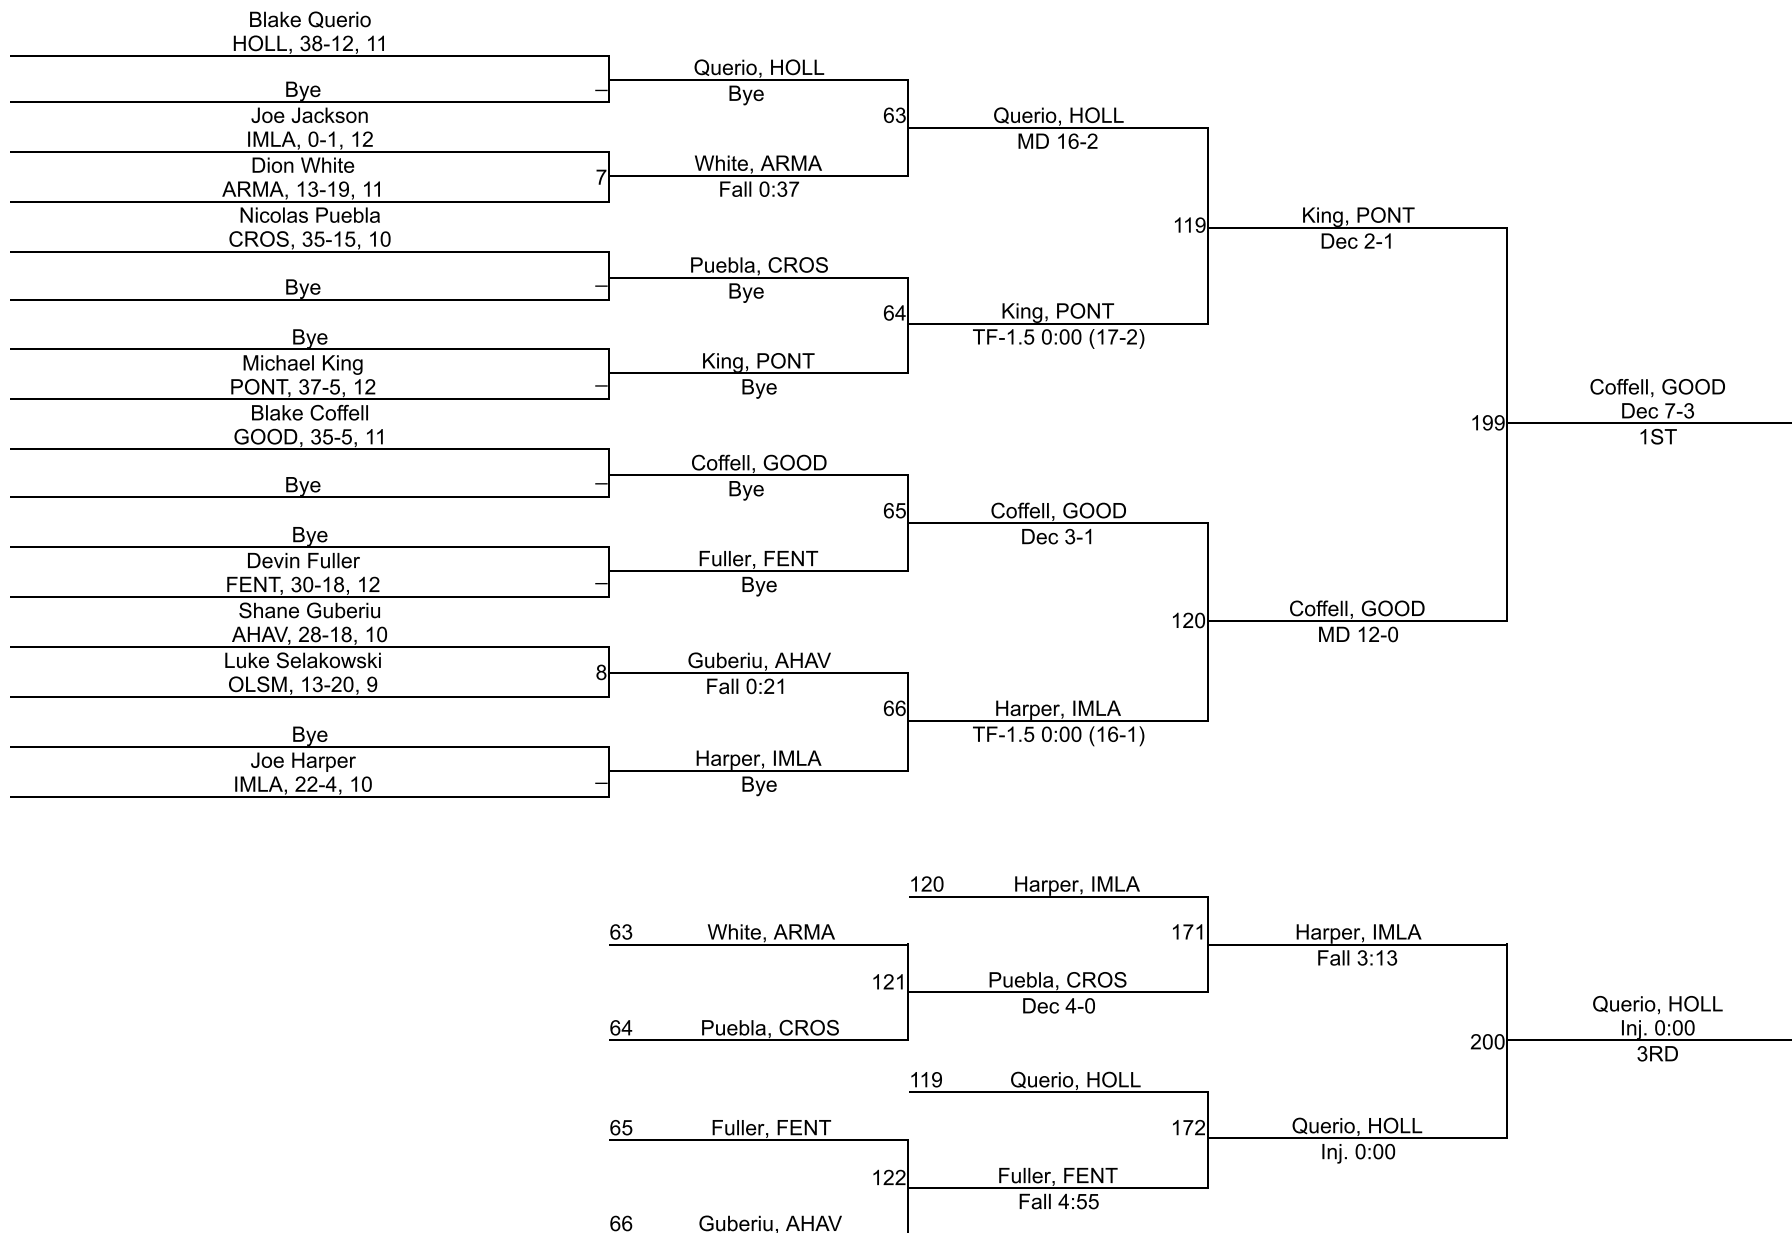 Blake Querio
HOLL, 38-12, 11
Bye
–
Joe Jackson
IMLA, 0-1, 12
Dion White
ARMA, 13-19, 11
7
Nicolas Puebla
CROS, 35-15, 10
Bye
–
Bye
Michael King
PONT, 37-5, 12
–
Blake Coffell
GOOD, 35-5, 11
Bye
–
Bye
Devin Fuller
FENT, 30-18, 12
–
Shane Guberiu
AHAV, 28-18, 10
Luke Selakowski
OLSM, 13-20, 9
8
Bye
Joe Harper
IMLA, 22-4, 10
–
Querio, HOLL
Bye
63
White, ARMA
Fall 0:37
Puebla, CROS
Bye
64
King, PONT
Bye
Coffell, GOOD
Bye
65
Fuller, FENT
Bye
Guberiu, AHAV
Fall 0:21
66
Harper, IMLA
Bye
Querio, HOLL
MD 16-2
119
King, PONT
TF-1.5 0:00 (17-2)
Coffell, GOOD
Dec 3-1
120
Harper, IMLA
TF-1.5 0:00 (16-1)
King, PONT
Dec 2-1
199
Coffell, GOOD
MD 12-0
Coffell, GOOD
Dec 7-3
1ST
120 Harper, IMLA
63 White, ARMA
171
121
Puebla, CROS
Dec 4-0
64 Puebla, CROS
Harper, IMLA
Fall 3:13
119 Querio, HOLL
65 Fuller, FENT
172
122
Fuller, FENT
Fall 4:55
66 Guberiu, AHAV
Querio, HOLL
Inj. 0:00
200
Querio, HOLL
Inj. 0:00
3RD